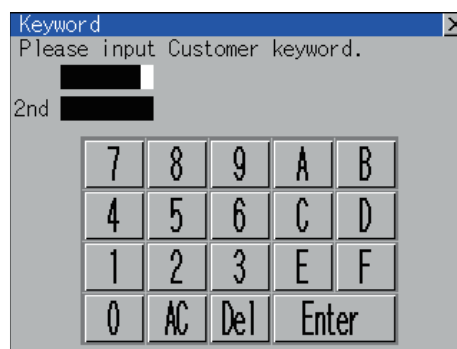 Keyword X
Please input Customer keyword.
2nd
7 8 9 A B
4 5 6 C D
1 2 3 E F
0 AC Del Enter